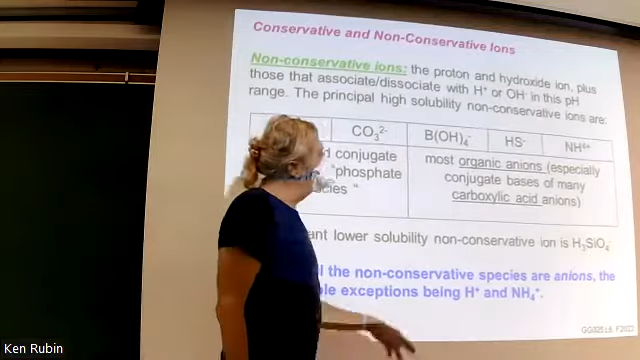 Conservative and Non-Conservative Ions
Non-conservative ions: the proton and hydroxide ion, plus
those that associate/dissociate with H⁺ or OH⁻ in this pH
range. The principal high solubility non-conservative ions are:
CO₃²⁻ B(OH)₄⁻ HS⁻ NH⁴⁺
conjugate
"phosphate
most organic anions (especially
conjugate bases of many
carboxylic acid anions)
lower solubility non-conservative ion is H₃SiO₄⁻
the non-conservative species are anions, the
exceptions being H⁺ and NH₄⁺.
GG325 L6, F2022
Ken Rubin